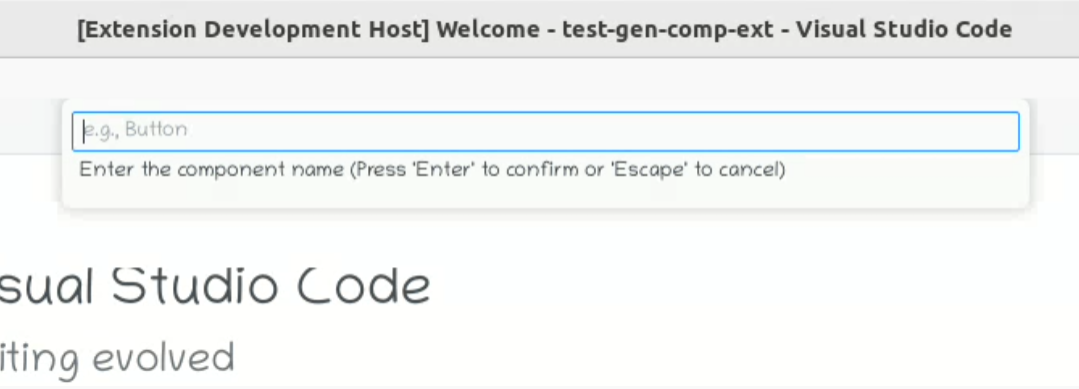 [Extension Development Host] Welcome - test-gen-comp-ext - Visual Studio Code
e.g., Button
Enter the component name (Press 'Enter' to confirm or 'Escape' to cancel)
sual Studio Code
iting evolved